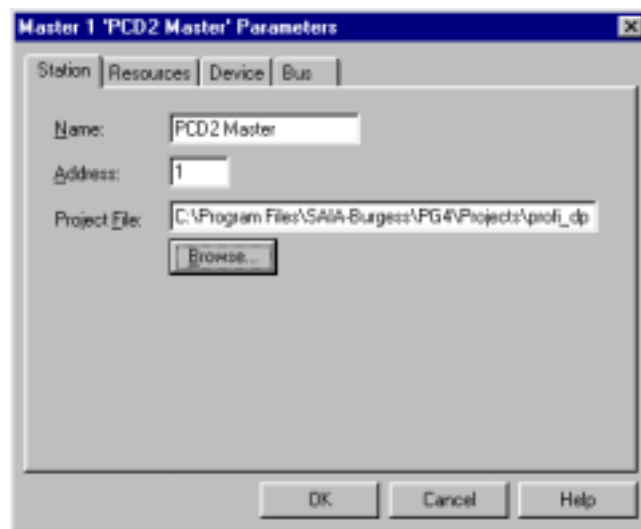 Master 1 'PCD2 Master' Parameters
Station Resources Device Bus
Name: PCD2 Master
Address: 1
Project File: C:\Program Files\SAIA-Burgess\PG4\Projects\profi_dp
Browse...
OK Cancel Help